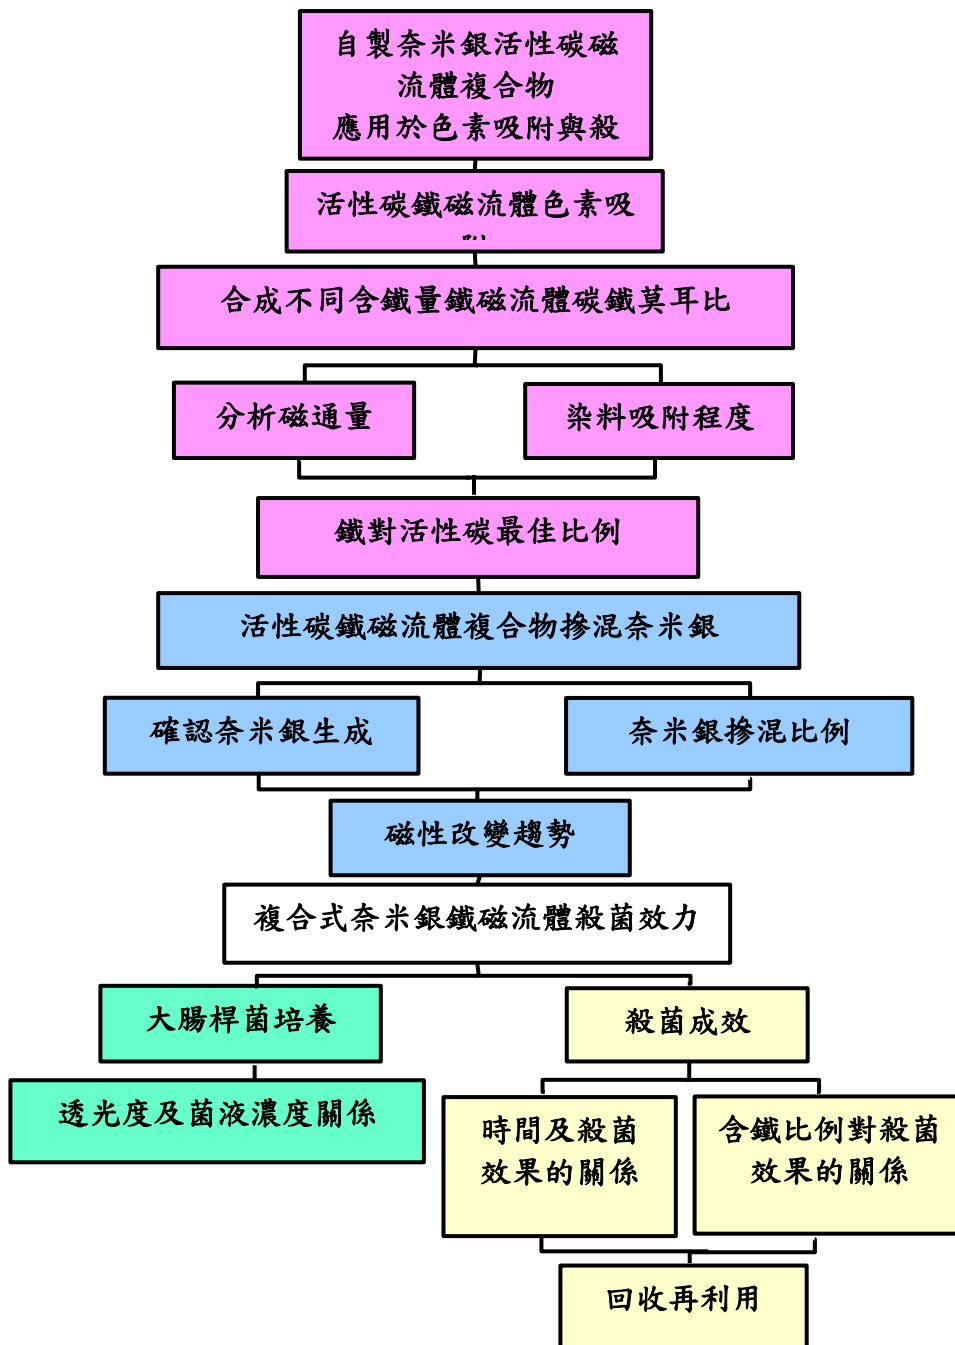 自製奈米銀活性碳磁
流體複合物
應用於色素吸附與殺
活性碳鐵磁流體色素吸
合成不同含鐵量鐵磁流體碳鐵莫耳比
分析磁通量
染料吸附程度
鐵對活性碳最佳比例
活性碳鐵磁流體複合物摻混奈米銀
確認奈米銀生成
奈米銀摻混比例
磁性改變趨勢
複合式奈米銀鐵磁流體殺菌效力
大腸桿菌培養
殺菌成效
透光度及菌液濃度關係
時間及殺菌
效果的關係
含鐵比例對殺菌
效果的關係
回收再利用